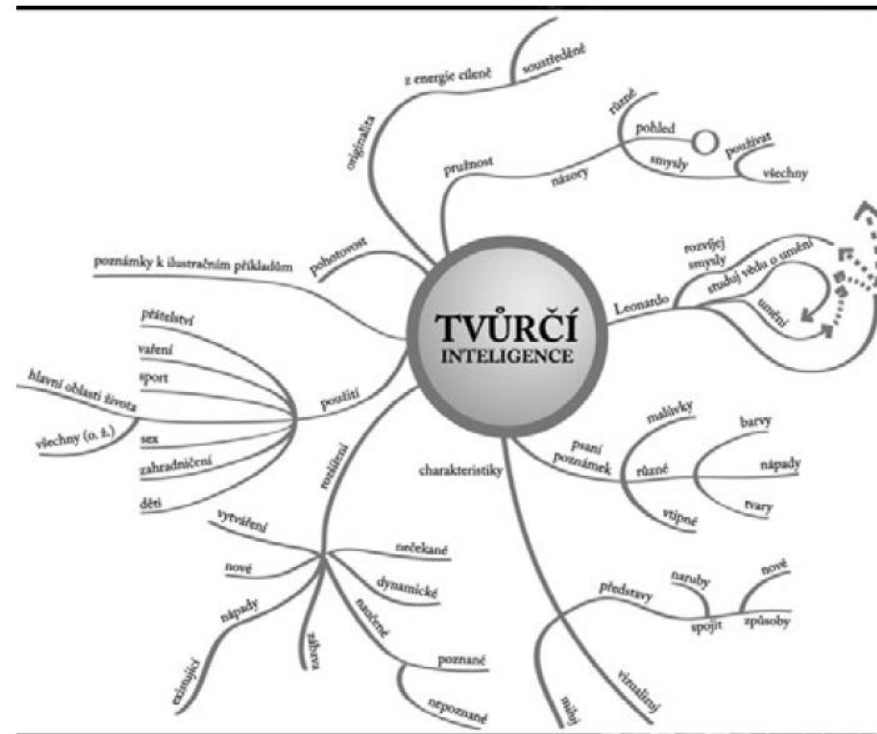 z energie cíleně
soustředěně
originalita
pružnost
názory
různé
pohled
smysly
používat
všechny
pohotovost
poznámky k ilustračním příkladům
TVŮRČÍ
INTELIGENCE
Leonardo
rozvíjej
smysly
studuj vědu o umění
umění
přátelství
vaření
sport
hlavní oblasti života
všechny (o. ž.)
sex
zahradničení
děti
použití
rozšíření
vytváření
nové
nápady
existující
zábava
naučené
nečekané
dynamické
poznané
nepoznané
charakteristiky
psaní
poznámek
malůvky
různé
vtipné
barvy
nápady
tvary
představy
naruby
spojit
nové
způsoby
miluj
vizualizuj